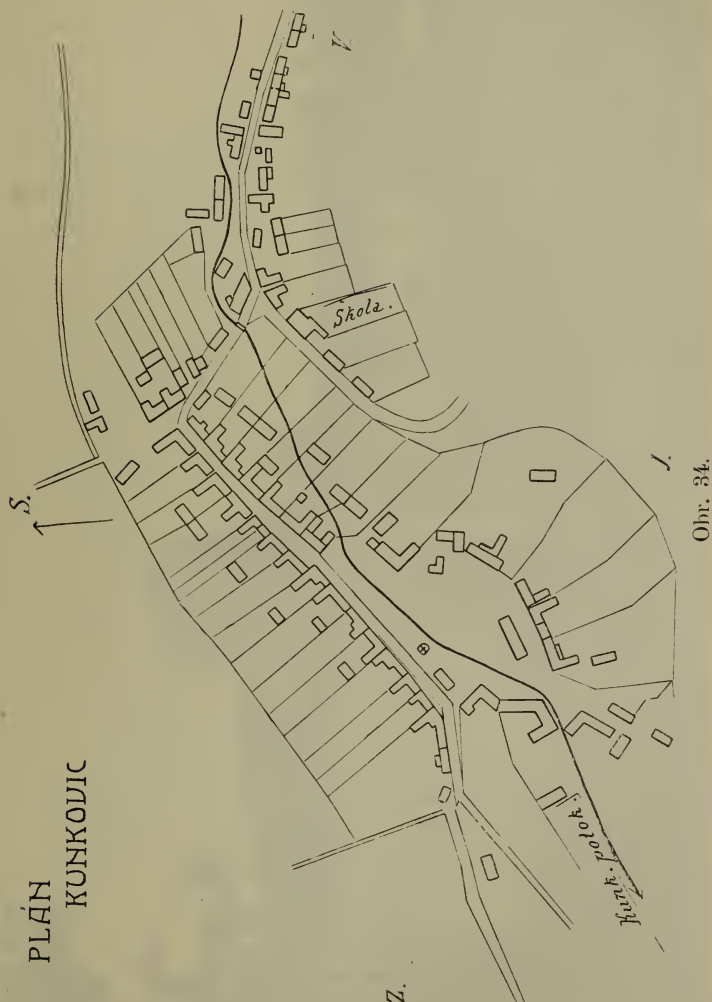 PLÁN
KUNKOVIC
S.
V.
Škola.
J.
Z.
Kunk. potok.
Obr. 34.